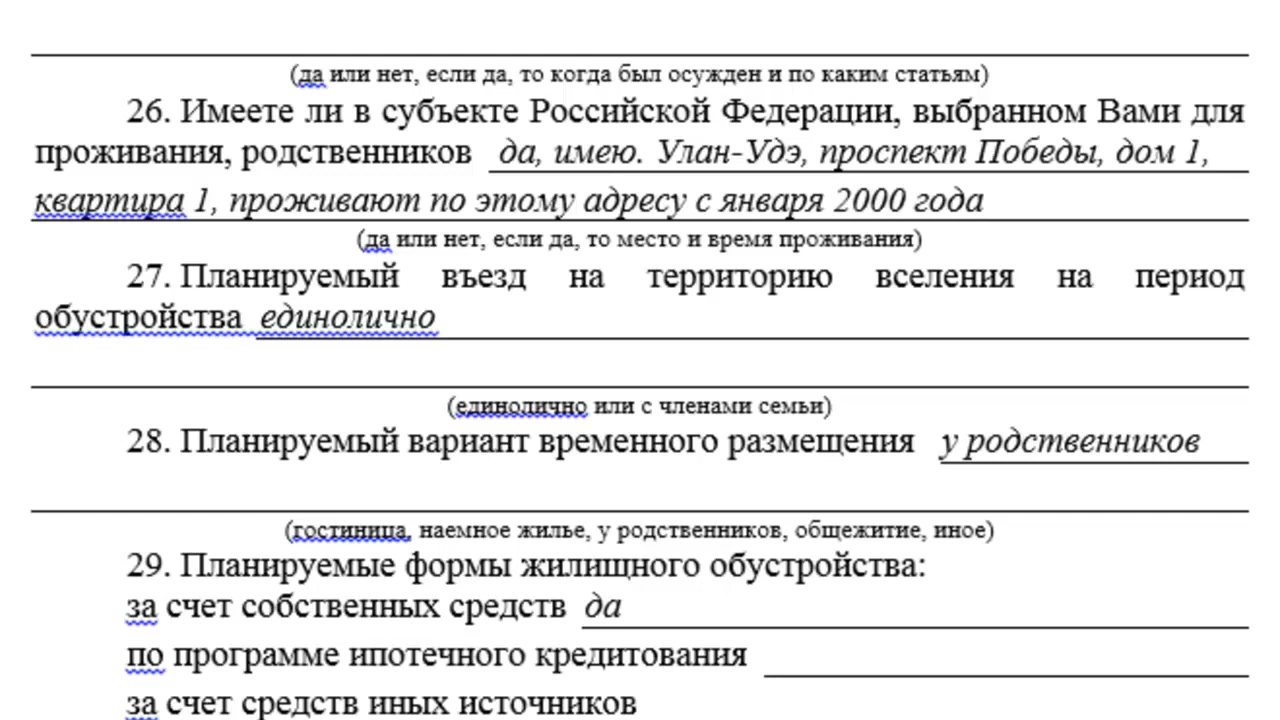 (да или нет, если да, то когда был осужден и по каким статьям)
26. Имеете ли в субъекте Российской Федерации, выбранном Вами для
проживания, родственников да, имею. Улан-Удэ, проспект Победы, дом 1,
квартира 1, проживают по этому адресу с января 2000 года
(да или нет, если да, то место и время проживания)
27. Планируемый въезд на территорию вселения на период
обустройства единолично
(единолично или с членами семьи)
28. Планируемый вариант временного размещения у родственников
(гостиница, наемное жилье, у родственников, общежитие, иное)
29. Планируемые формы жилищного обустройства:
за счет собственных средств да
по программе ипотечного кредитования
за счет средств иных источников